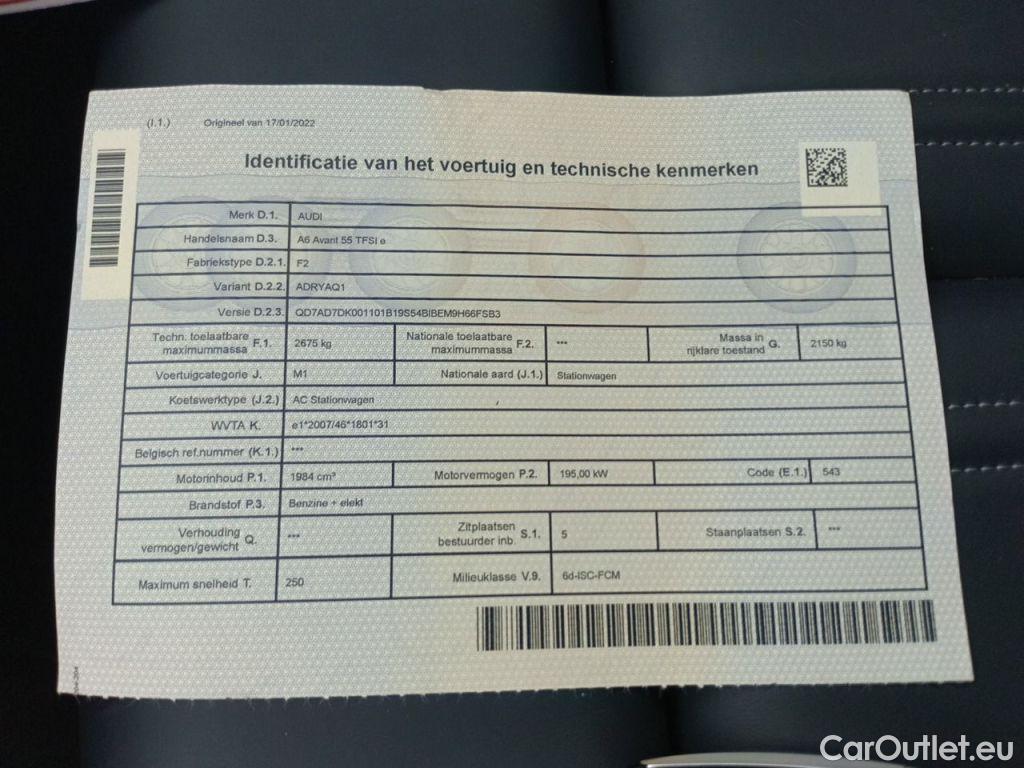 (I.1.) Origineel van 17/01/2022
Identificatie van het voertuig en technische kenmerken
Merk D.1. AUDI
Handelsnaam D.3. A6 Avant 55 TFSI e
Fabriekstype D.2.1. F2
Variant D.2.2. ADRYAQ1
Versie D.2.3. QD7AD7DK001101B19S54BIBEM9H66FSB3
Techn. toelaatbare maximummassa F.1. 2675 kg Nationale toelaatbare maximummassa F.2. *** Massa in rijklare toestand G. 2150 kg
Voertuigcategorie J. M1 Nationale aard (J.1.) Stationwagen
Koetswerktype (J.2.) AC Stationwagen
WVTA K. e1*2007/46*1801*31
Belgisch ref.nummer (K.1.) ***
Motorinhoud P.1. 1984 cm³ Motorvermogen P.2. 195,00 kW Code (E.1.) 543
Brandstof P.3. Benzine + elekt
Verhouding vermogen/gewicht Q. *** Zitplaatsen bestuurder inb. S.1. 5 Staanplaatsen S.2. ***
Maximum snelheid T. 250 Milieuklasse V.9. 6d-ISC-FCM
CarOutlet.eu